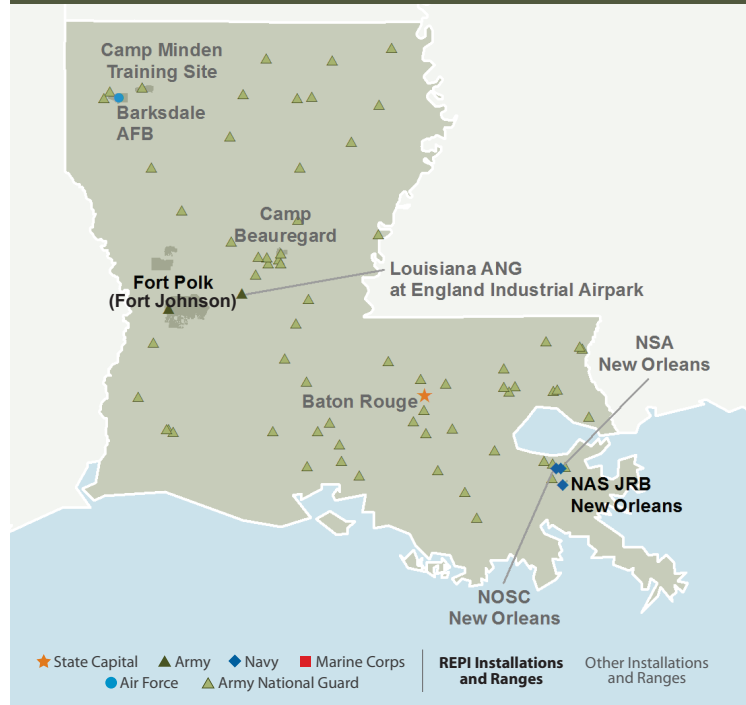 Camp Minden
Training Site
Barksdale
AFB
Camp
Beauregard
Louisiana ANG
at England Industrial Airpark
Fort Polk
(Fort Johnson)
NSA
New Orleans
Baton Rouge
NAS JRB
New Orleans
NOSC
New Orleans
State Capital
Army
Navy
Marine Corps
Air Force
Army National Guard
REPI Installations
and Ranges
Other Installations
and Ranges